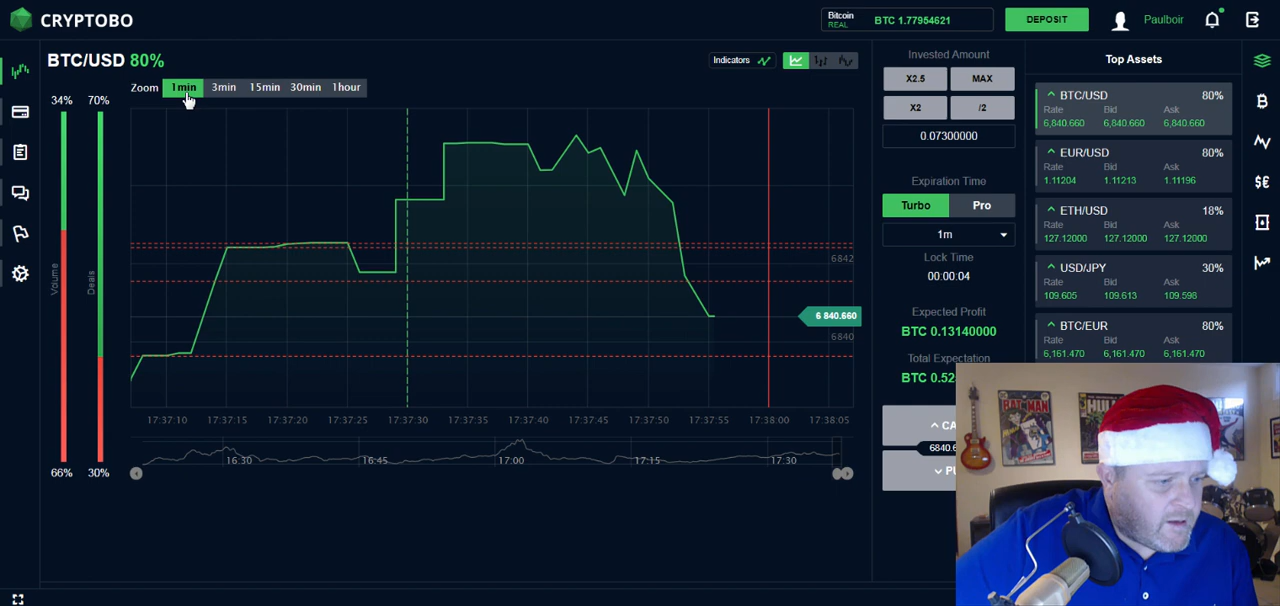 CRYPTOBO
Bitcoin
REAL
BTC 1.77954621
DEPOSIT
Paulboir
BTC/USD 80%
Indicators
Zoom 1min 3min 15min 30min 1hour
34% 70%
Volume
Deals
66% 30%
6842
6 840.660
6840
17:37:10 17:37:15 17:37:20 17:37:25 17:37:30 17:37:35 17:37:40 17:37:45 17:37:50 17:37:55 17:38:00 17:38:05
16:30 16:45 17:00 17:15 17:30
Invested Amount
X2.5 MAX
X2 /2
0.07300000
Expiration Time
Turbo Pro
1m
Lock Time
00:00:04
Expected Profit
BTC 0.13140000
Total Expectation
BTC 0.52
CA
6840.6
PU
Top Assets
BTC/USD 80%
Rate Bid Ask
6,840.660 6,840.660 6,840.660
EUR/USD 80%
Rate Bid Ask
1.11204 1.11213 1.11196
ETH/USD 18%
Rate Bid Ask
127.12000 127.12000 127.12000
USD/JPY 30%
Rate Bid Ask
109.605 109.613 109.598
BTC/EUR 80%
Rate Bid Ask
6,161.470 6,161.470 6,161.470
BATMAN
HULK